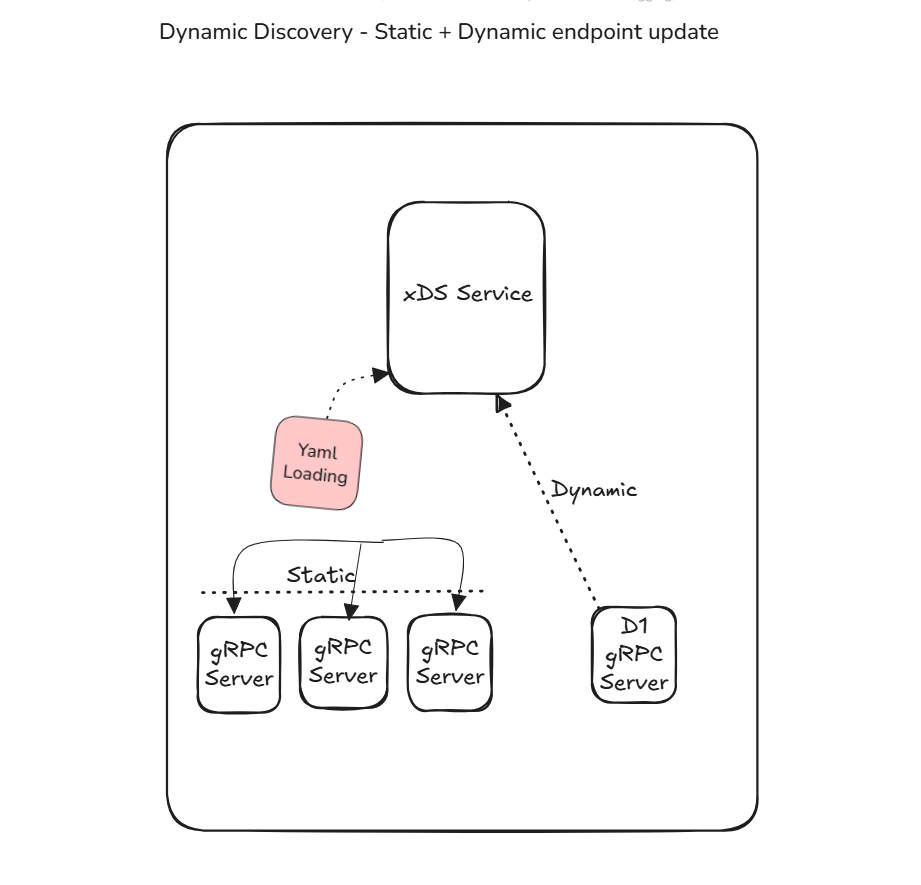 Dynamic Discovery - Static + Dynamic endpoint update
xDS Service
Yaml
Loading
Dynamic
Static
gRPC
Server
gRPC
Server
gRPC
Server
D1
gRPC
Server